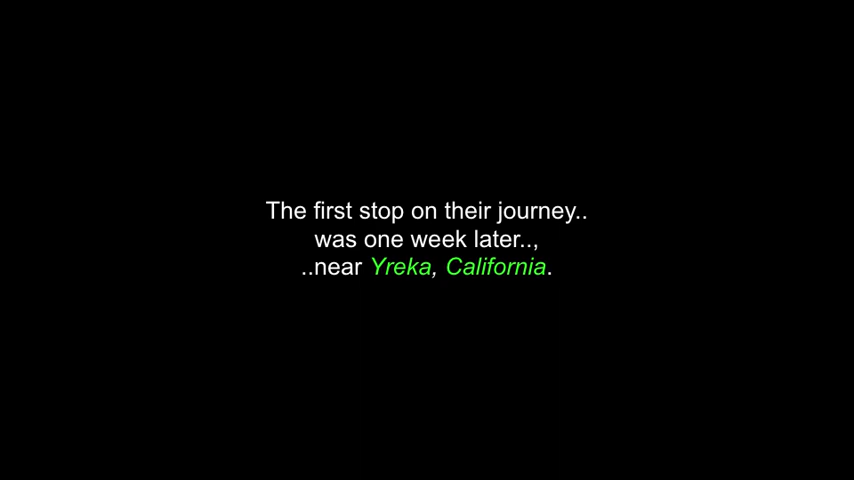 The first stop on their journey..
was one week later..,
..near Yreka, California.